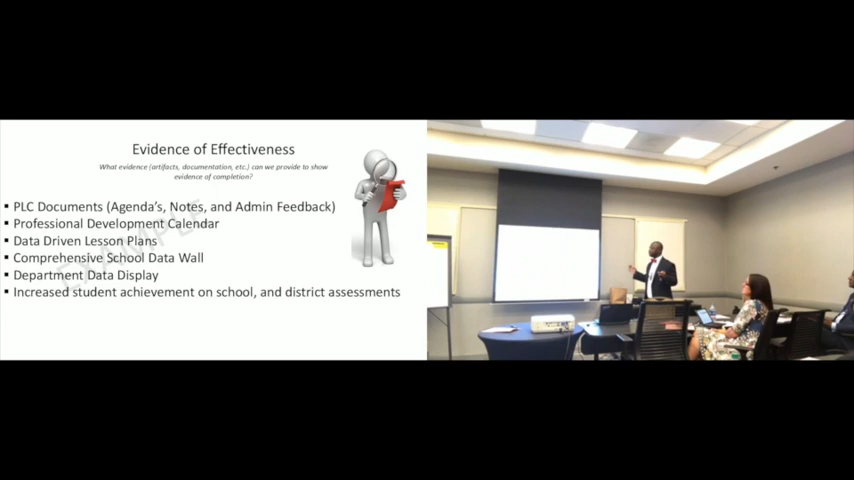 Evidence of Effectiveness
What evidence (artifacts, documentation, etc.) can we provide to show
evidence of completion?
▪ PLC Documents (Agenda's, Notes, and Admin Feedback)
▪ Professional Development Calendar
▪ Data Driven Lesson Plans
▪ Comprehensive School Data Wall
▪ Department Data Display
▪ Increased student achievement on school, and district assessments
EXAMPLE